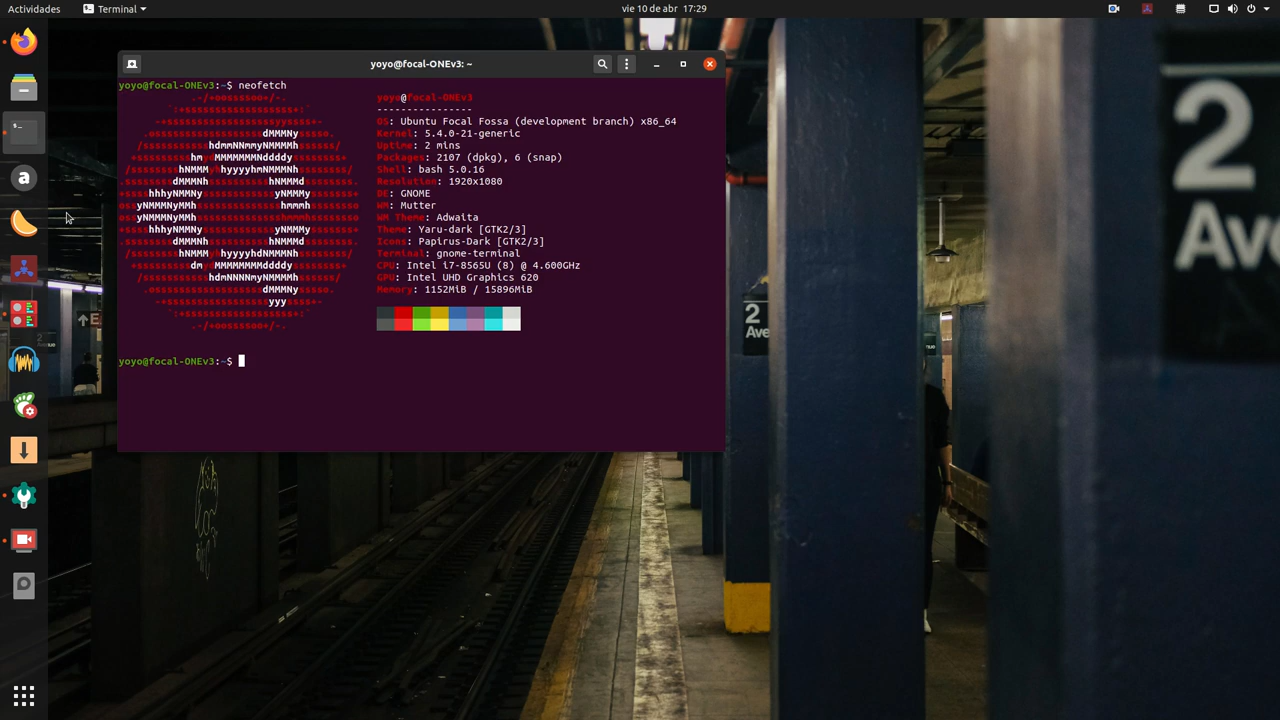 Actividades
Terminal
vie 10 de abr 17:29
yoyo@focal-ONEv3: ~
yoyo@focal-ONEv3:~$ neofetch
yoyo@focal-ONEv3
----------------
OS: Ubuntu Focal Fossa (development branch) x86_64
Kernel: 5.4.0-21-generic
Uptime: 2 mins
Packages: 2107 (dpkg), 6 (snap)
Shell: bash 5.0.16
Resolution: 1920x1080
DE: GNOME
WM: Mutter
WM Theme: Adwaita
Theme: Yaru-dark [GTK2/3]
Icons: Papirus-Dark [GTK2/3]
Terminal: gnome-terminal
CPU: Intel i7-8565U (8) @ 4.600GHz
GPU: Intel UHD Graphics 620
Memory: 1152MiB / 15896MiB
yoyo@focal-ONEv3:~$
2
Ave
2
Av